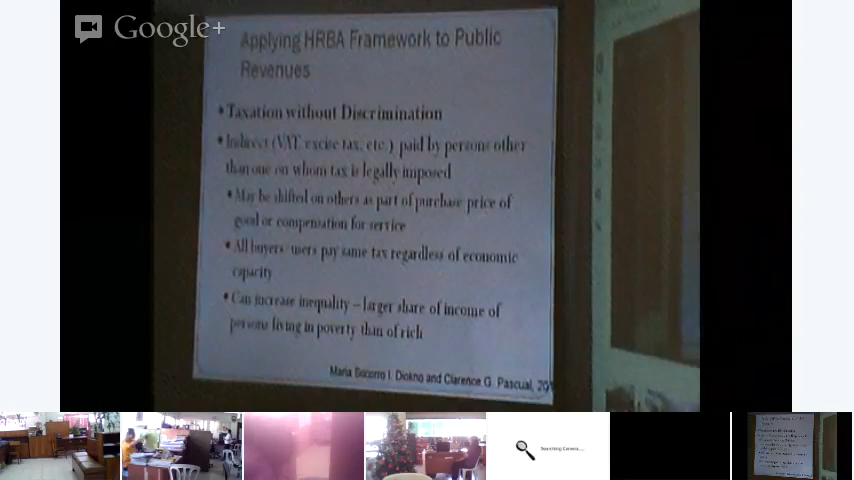 Google+
Applying HRBA Framework to Public
Revenues
• Taxation without Discrimination
• Indirect (VAT, excise tax, etc.) paid by persons other
than one on whom tax is legally imposed
• May be shifted on others as part of purchase price of
good or compensation for service
• All buyers/users pay same tax regardless of economic
capacity
• Can increase inequality – larger share of income of
persons living in poverty than of rich
Maria Socorro I. Diokno and Clarence G. Pascual, 20
Searching Camera...